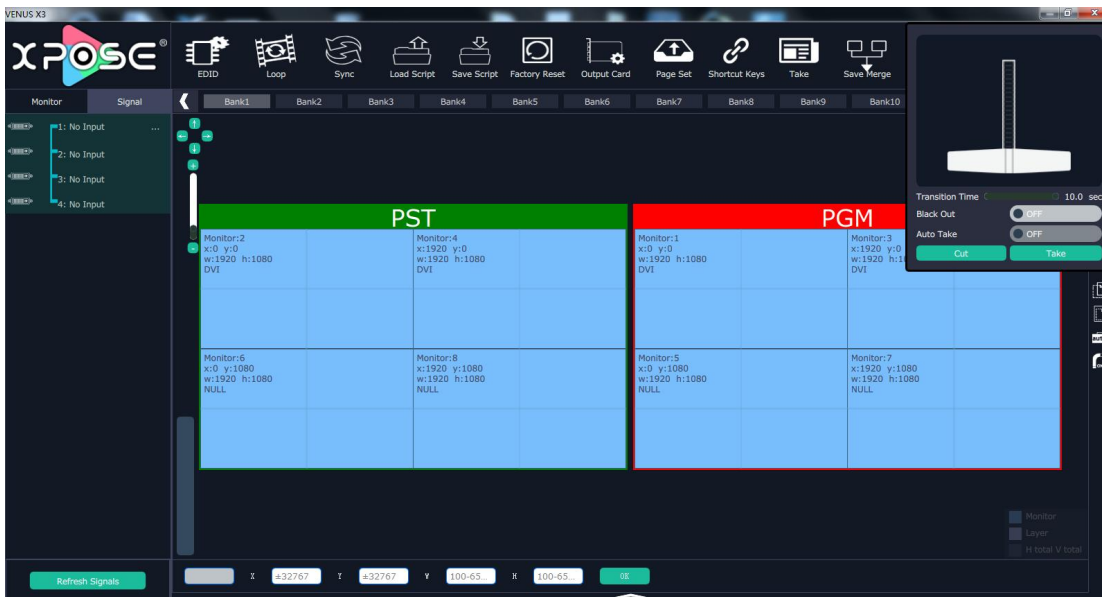 VENUS X3
XPOSE®
EDID
Loop
Sync
Load Script
Save Script
Factory Reset
Output Card
Page Set
Shortcut Keys
Take
Save Merge
Monitor
Signal
Bank1
Bank2
Bank3
Bank4
Bank5
Bank6
Bank7
Bank8
Bank9
Bank10
1: No Input ...
2: No Input
3: No Input
4: No Input
Transition Time
10.0 sec
Black Out
OFF
Auto Take
OFF
Cut
Take
PST
PGM
Monitor:2
x:0 y:0
w:1920 h:1080
DVI
Monitor:4
x:1920 y:0
w:1920 h:1080
DVI
Monitor:1
x:0 y:0
w:1920 h:1080
DVI
Monitor:3
x:1920 y:0
w:1920 h:1
DVI
Monitor:6
x:0 y:1080
w:1920 h:1080
NULL
Monitor:8
x:1920 y:1080
w:1920 h:1080
NULL
Monitor:5
x:0 y:1080
w:1920 h:1080
NULL
Monitor:7
x:1920 y:1080
w:1920 h:1080
NULL
Monitor
Layer
H total V total
Refresh Signals
X
±32767
Y
±32767
W
100-65...
H
100-65...
OK